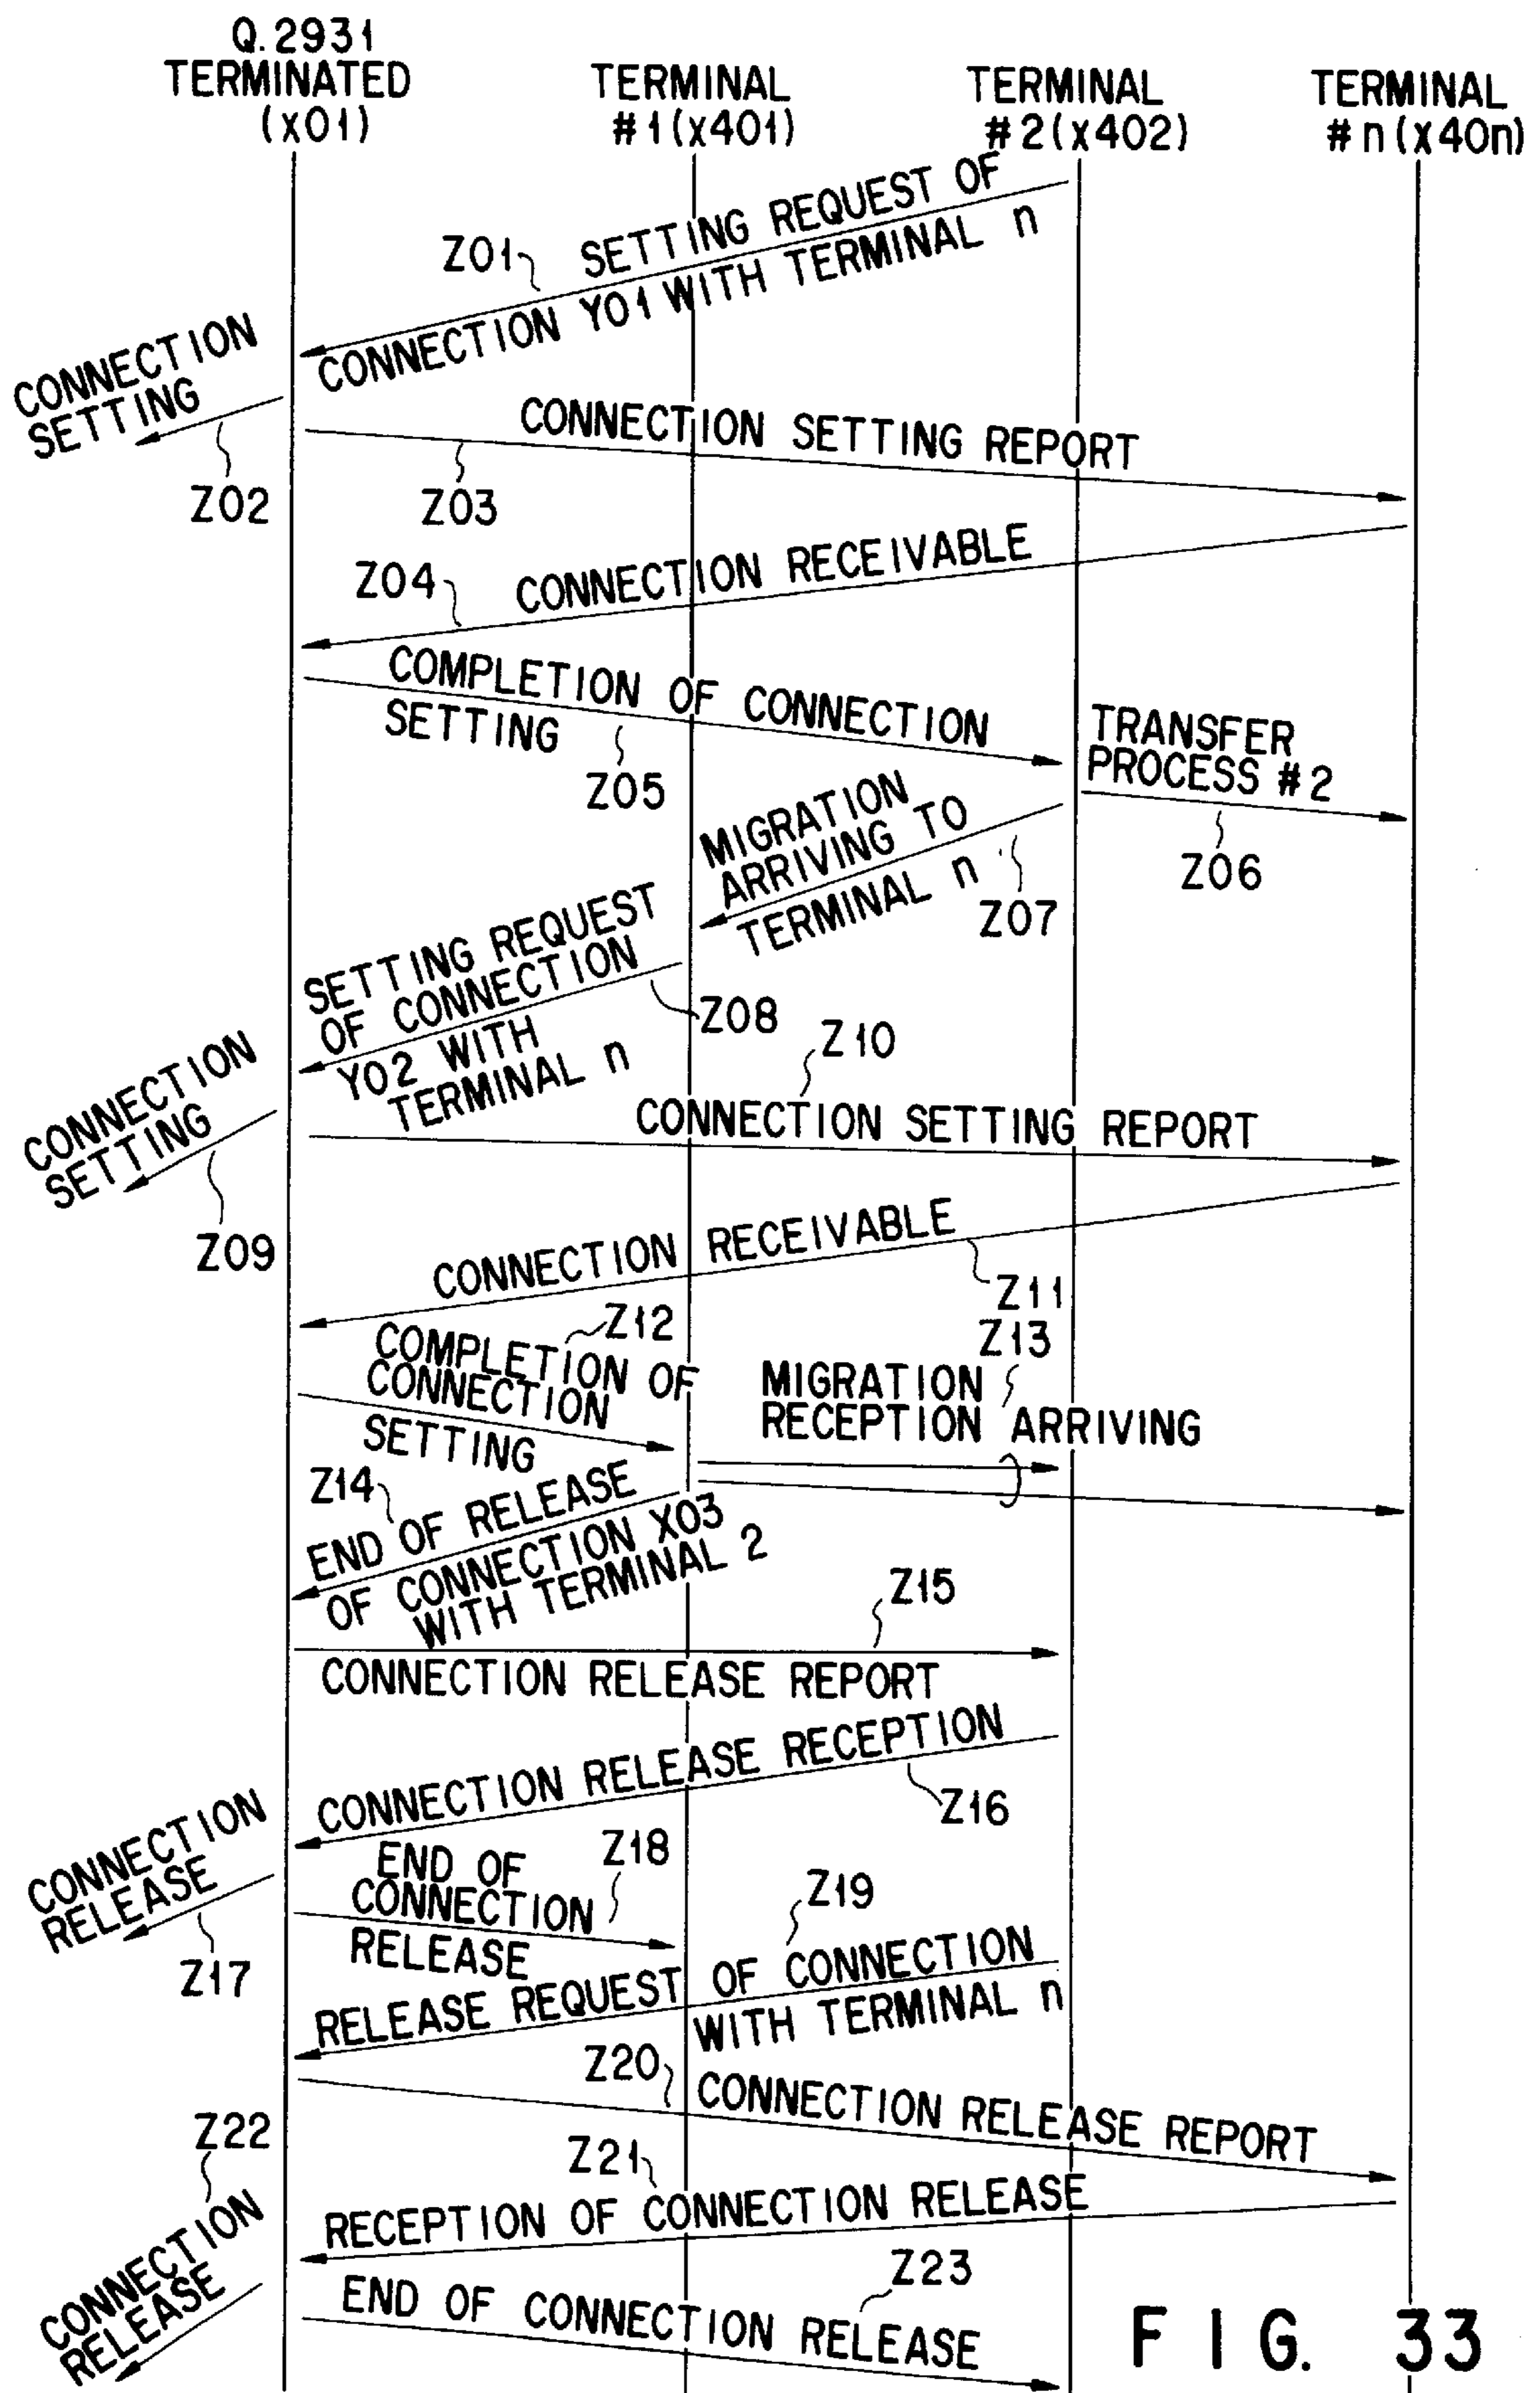 Q.2931
TERMINATED
(X01)
TERMINAL
#1(X401)
TERMINAL
#2(X402)
TERMINAL
#n(X40n)
Z01
SETTING REQUEST OF
CONNECTION Y01 WITH TERMINAL n
CONNECTION
SETTING
Z02
CONNECTION SETTING REPORT
Z03
Z04
CONNECTION RECEIVABLE
COMPLETION OF CONNECTION
SETTING
Z05
TRANSFER
PROCESS #2
Z06
MIGRATION
ARRIVING TO
TERMINAL n
Z07
SETTING REQUEST
OF CONNECTION
Y02 WITH
TERMINAL n
Z08
CONNECTION
SETTING
Z09
Z10
CONNECTION SETTING REPORT
CONNECTION RECEIVABLE
Z11
Z12
COMPLETION OF
CONNECTION
SETTING
Z13
MIGRATION
RECEPTION ARRIVING
Z14
END OF RELEASE
OF CONNECTION X03
WITH TERMINAL 2
Z15
CONNECTION RELEASE REPORT
CONNECTION RELEASE RECEPTION
Z16
CONNECTION
RELEASE
Z17
END OF
CONNECTION
RELEASE
Z18
Z19
RELEASE REQUEST OF CONNECTION
WITH TERMINAL n
Z20
CONNECTION RELEASE REPORT
Z21
RECEPTION OF CONNECTION RELEASE
Z22
CONNECTION
RELEASE
Z23
END OF CONNECTION RELEASE
FIG. 33